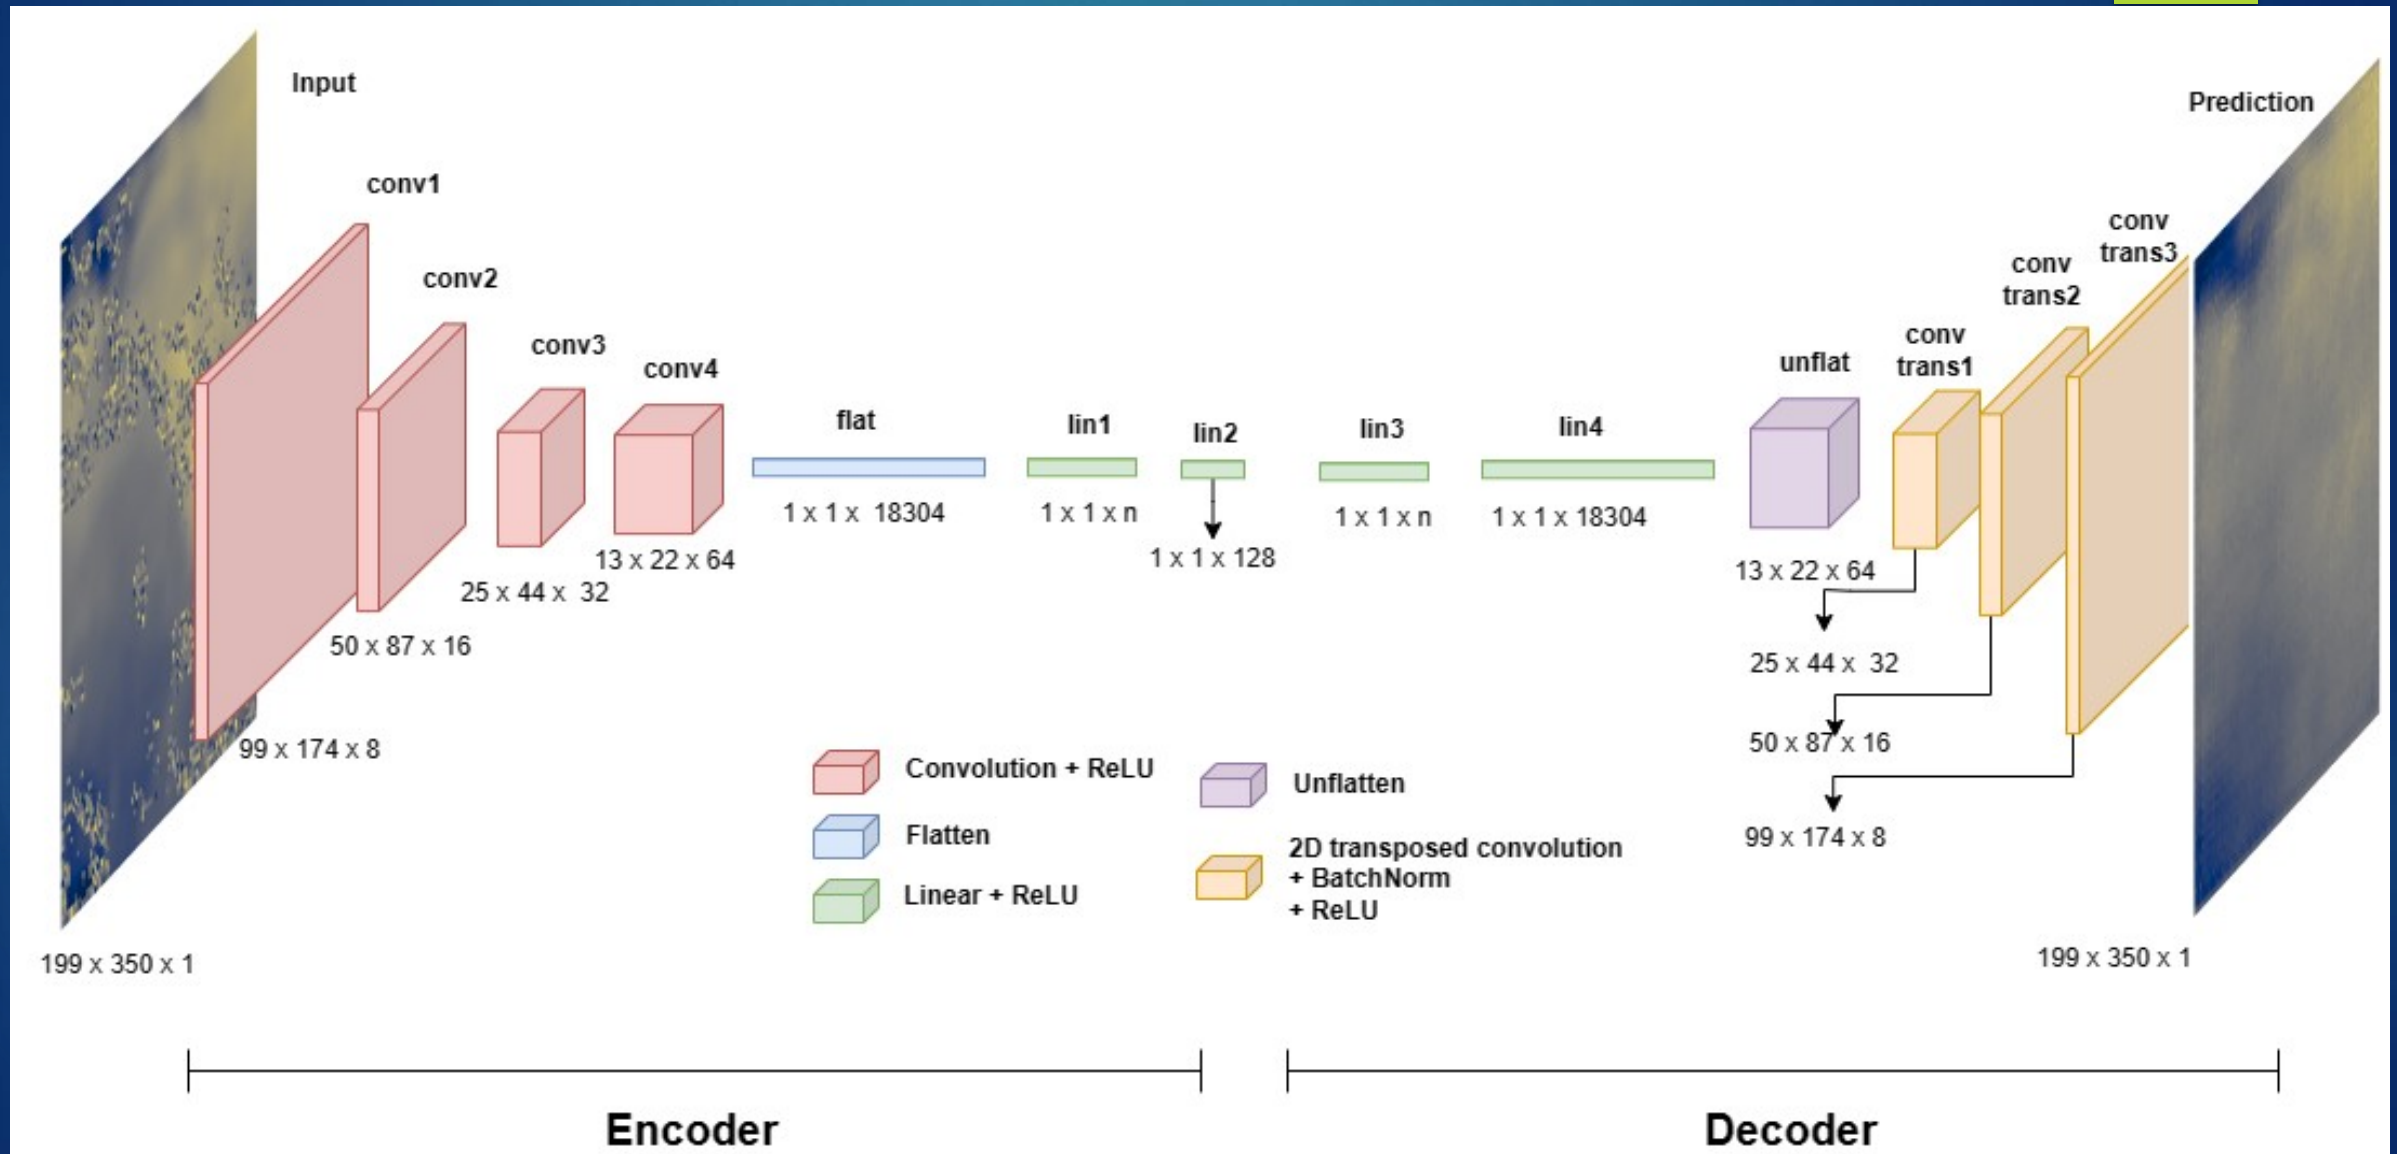 Input
Prediction
conv1
conv2
conv3
conv4
flat
lin1
lin2
lin3
lin4
unflat
conv
trans1
conv
trans2
conv
trans3
199 x 350 x 1
99 x 174 x 8
50 x 87 x 16
25 x 44 x 32
13 x 22 x 64
1 x 1 x 18304
1 x 1 x n
1 x 1 x 128
1 x 1 x n
1 x 1 x 18304
13 x 22 x 64
25 x 44 x 32
50 x 87 x 16
99 x 174 x 8
199 x 350 x 1
Convolution + ReLU
Flatten
Linear + ReLU
Unflatten
2D transposed convolution
+ BatchNorm
+ ReLU
Encoder
Decoder